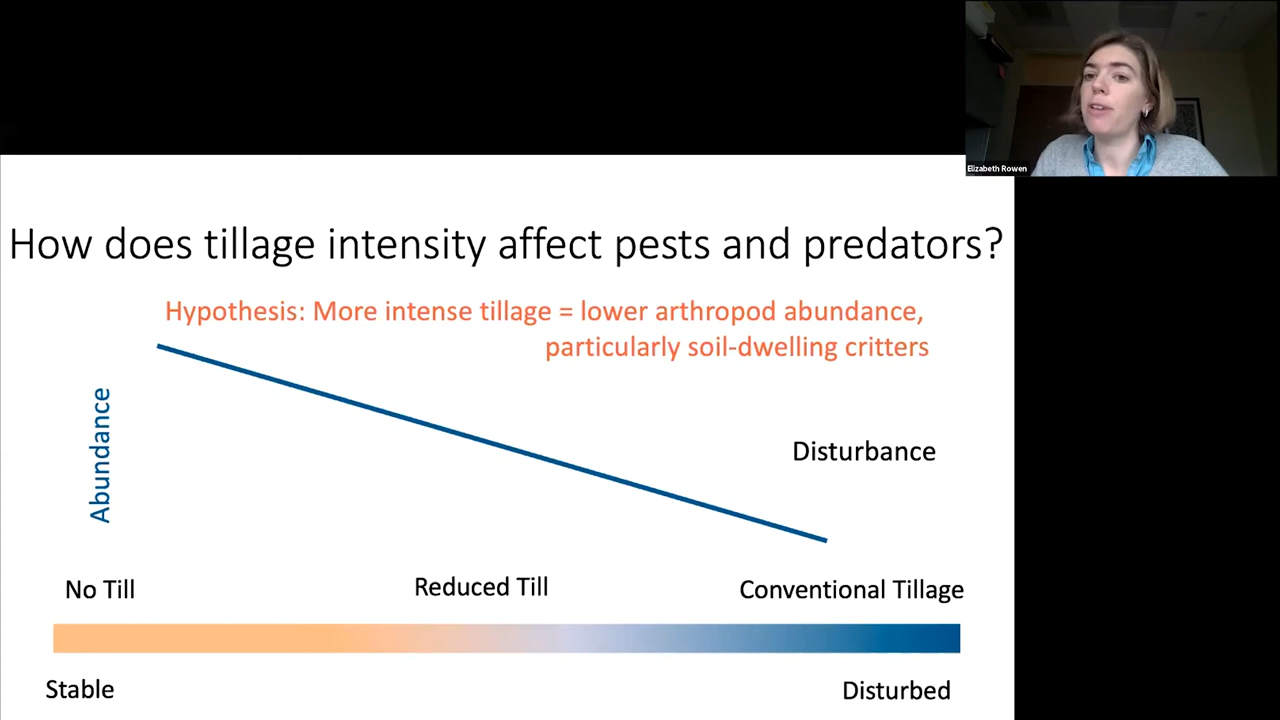 Elizabeth Rowen
How does tillage intensity affect pests and predators?
Hypothesis: More intense tillage = lower arthropod abundance,
particularly soil-dwelling critters
Abundance
Disturbance
No Till
Reduced Till
Conventional Tillage
Stable
Disturbed